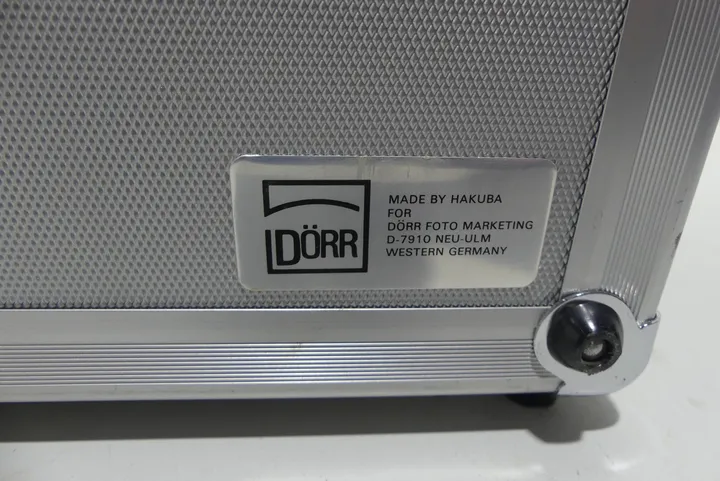 DÖRR
MADE BY HAKUBA
FOR
DÖRR FOTO MARKETING
D-7910 NEU-ULM
WESTERN GERMANY